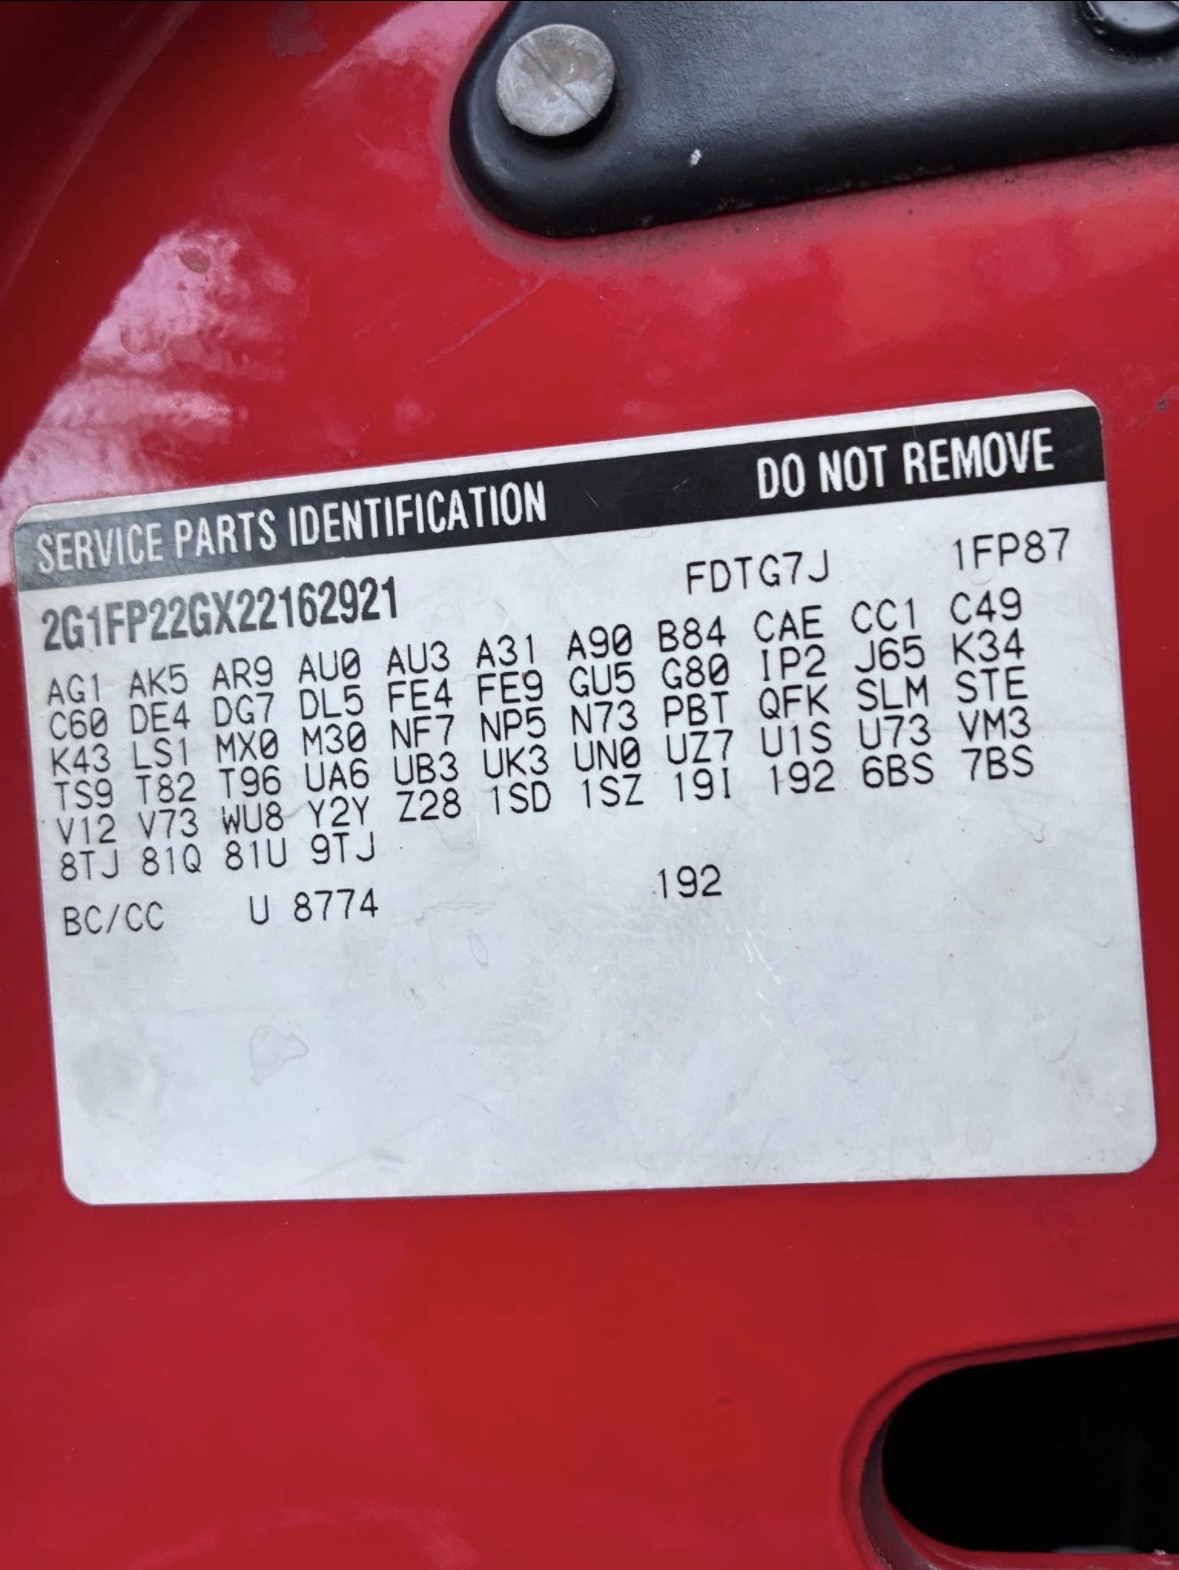 SERVICE PARTS IDENTIFICATION DO NOT REMOVE
2G1FP22GX22162921 FDTG7J 1FP87
AG1 AK5 AR9 AU0 AU3 A31 A90 B84 CAE CC1 C49
C60 DE4 DG7 DL5 FE4 FE9 GU5 G80 IP2 J65 K34
K43 LS1 MX0 M30 NF7 NP5 N73 PBT QFK SLM STE
TS9 T82 T96 UA6 UB3 UK3 UN0 UZ7 U1S U73 VM3
V12 V73 WU8 Y2Y Z28 1SD 1SZ 19I 192 6BS 7BS
8TJ 81Q 81U 9TJ
BC/CC U 8774 192